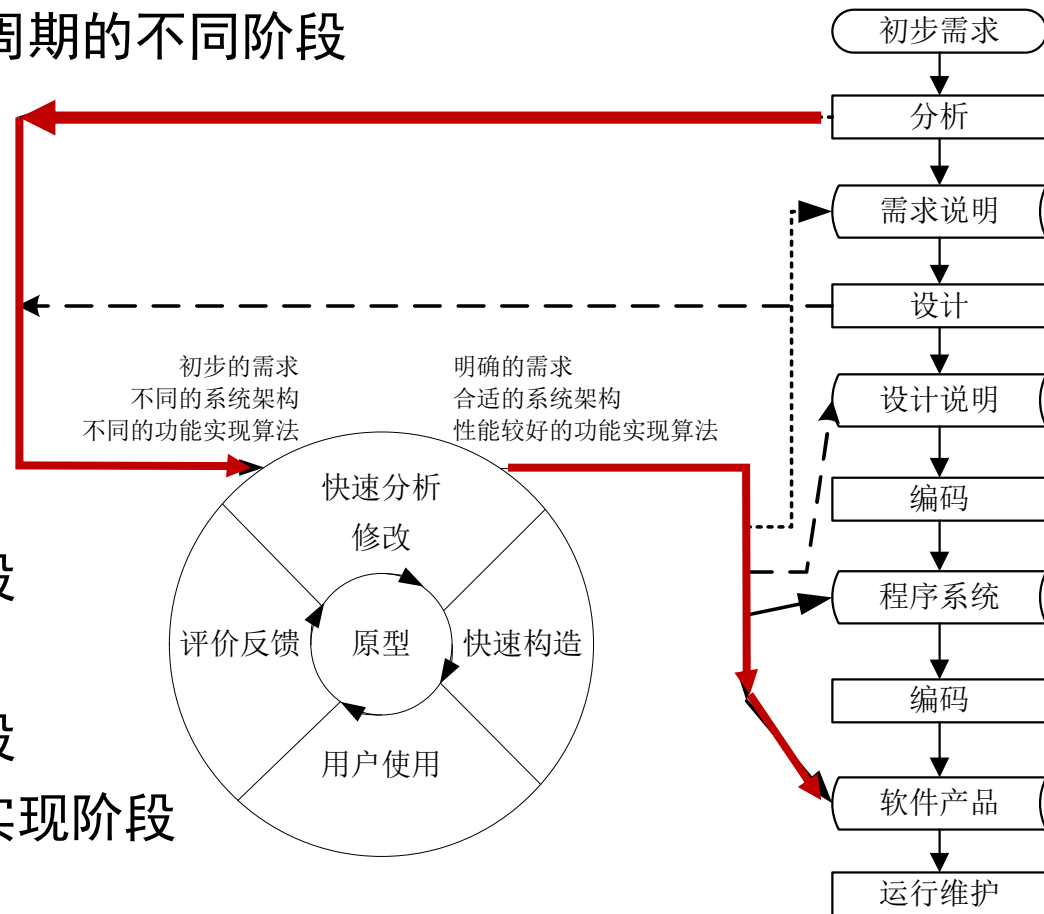 周期的不同阶段
初步需求
分析
需求说明
设计
初步的需求
不同的系统架构
不同的功能实现算法
明确的需求
合适的系统架构
性能较好的功能实现算法
设计说明
快速分析
修改
编码
段
程序系统
评价反馈
原型
快速构造
编码
段
用户使用
实现阶段
软件产品
运行维护